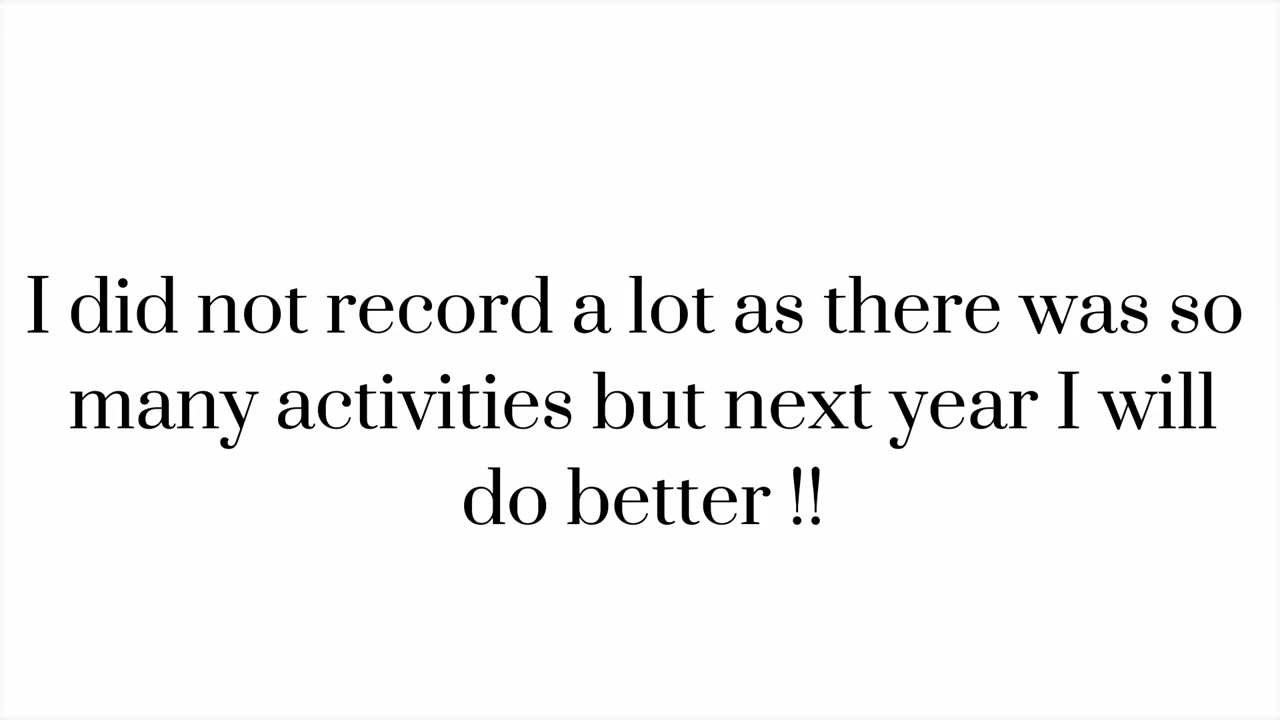 I did not record a lot as there was so
many activities but next year I will
do better !!